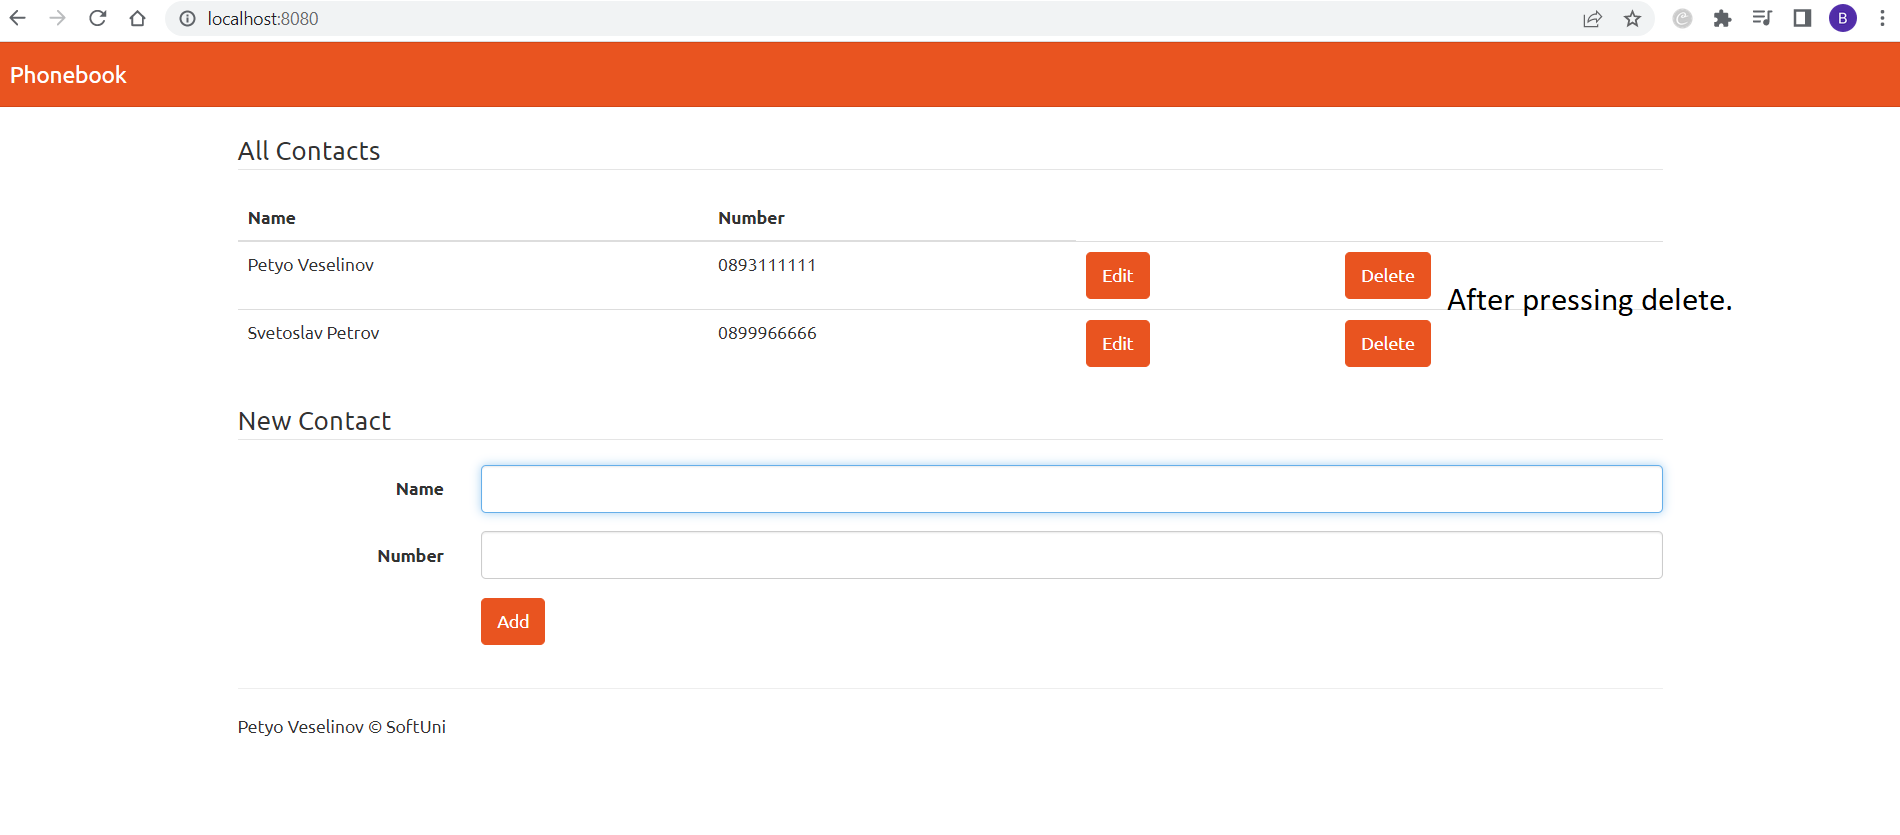 localhost:8080
B
Phonebook
All Contacts
Name Number
Petyo Veselinov 0893111111 Edit Delete
After pressing delete.
Svetoslav Petrov 0899966666 Edit Delete
New Contact
Name
Number
Add
Petyo Veselinov © SoftUni